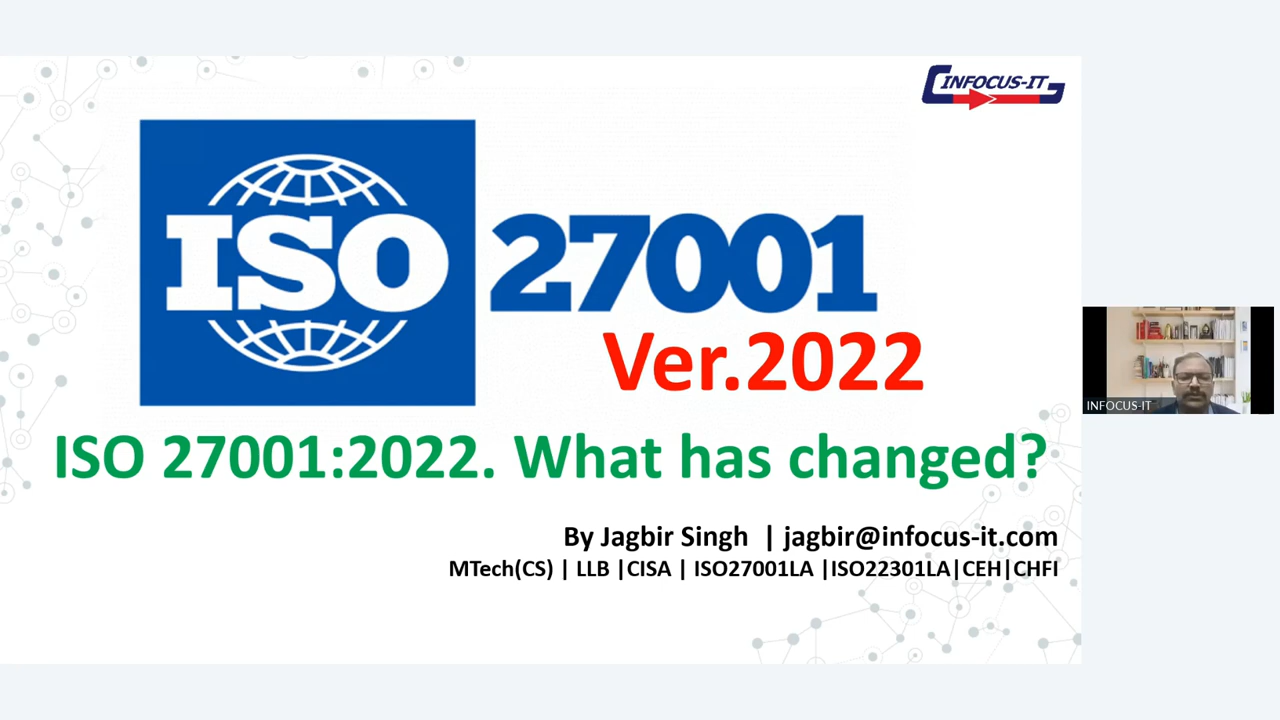 INFOCUS-IT
ISO 27001
Ver.2022
ISO 27001:2022. What has changed?
By Jagbir Singh | jagbir@infocus-it.com
MTech(CS) | LLB |CISA | ISO27001LA |ISO22301LA|CEH|CHFI
INFOCUS-IT